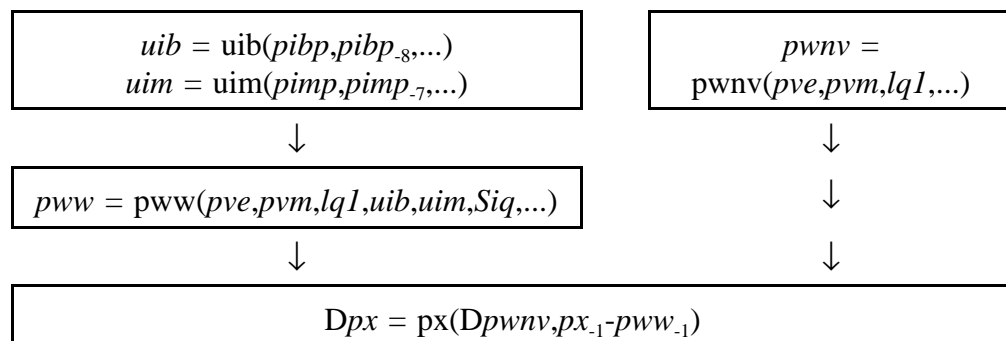 uib = uib(pibp,pibp-8,...)
uim = uim(pimp,pimp-7,...)
pwnv =
pwnv(pve,pvm,lq1,...)
↓
↓
pww = pww(pve,pvm,lq1,uib,uim,Siq,...)
↓
↓
↓
Dpx = px(Dpwnv,px-1-pww-1)